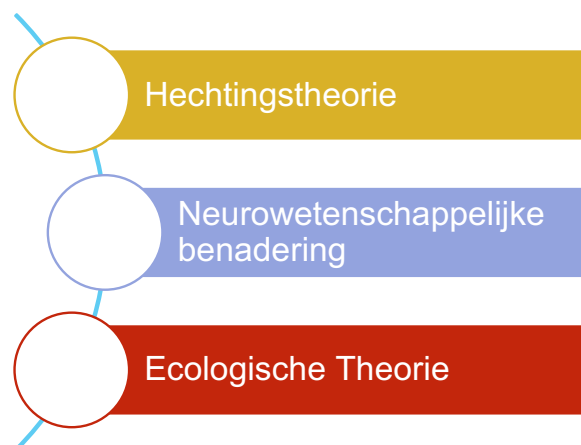 Hechtingstheorie
Neurowetenschappelijke
benadering
Ecologische Theorie